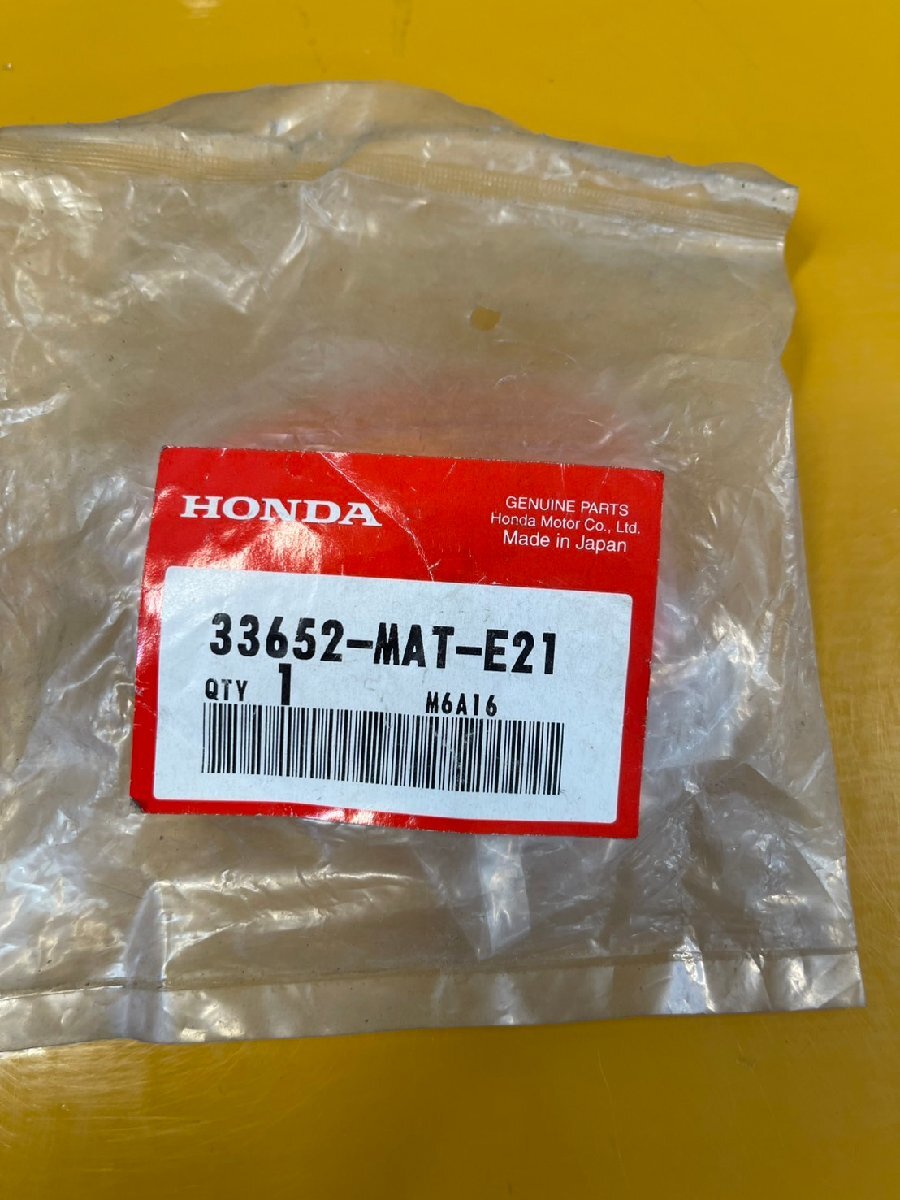 HONDA
GENUINE PARTS
Honda Motor Co., Ltd.
Made in Japan
33652-MAT-E21
QTY 1 M6A16